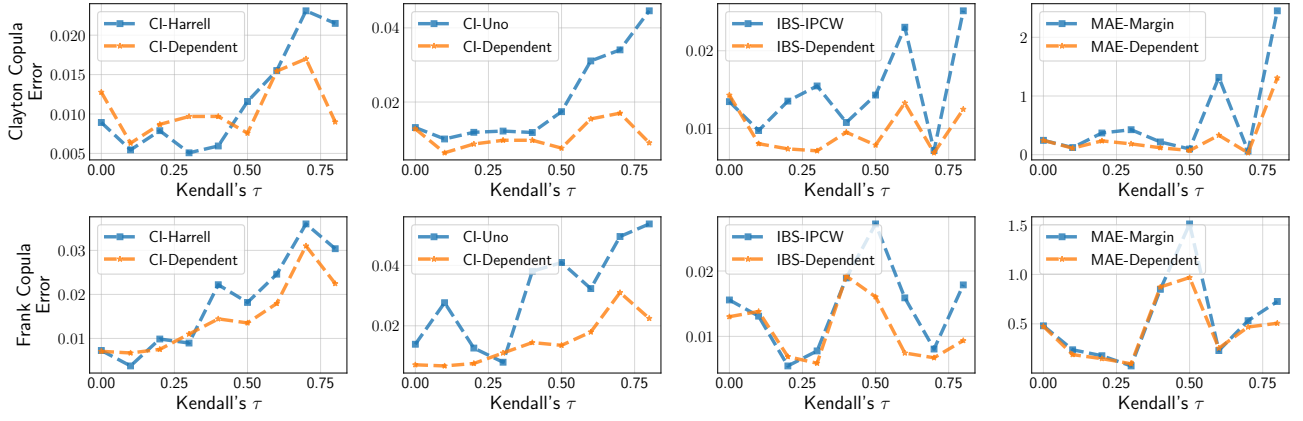 Clayton Copula
Error
0.020
0.015
0.010
0.005
CI-Harrell
CI-Dependent
0.00 0.25 0.50 0.75
Kendall's τ
0.04
0.02
CI-Uno
CI-Dependent
0.00 0.25 0.50 0.75
Kendall's τ
0.02
0.01
IBS-IPCW
IBS-Dependent
0.00 0.25 0.50 0.75
Kendall's τ
2
1
0
MAE-Margin
MAE-Dependent
0.00 0.25 0.50 0.75
Kendall's τ
Frank Copula
Error
0.03
0.02
0.01
CI-Harrell
CI-Dependent
0.00 0.25 0.50 0.75
Kendall's τ
0.04
0.02
CI-Uno
CI-Dependent
0.00 0.25 0.50 0.75
Kendall's τ
0.02
0.01
IBS-IPCW
IBS-Dependent
0.00 0.25 0.50 0.75
Kendall's τ
1.5
1.0
0.5
MAE-Margin
MAE-Dependent
0.00 0.25 0.50 0.75
Kendall's τ